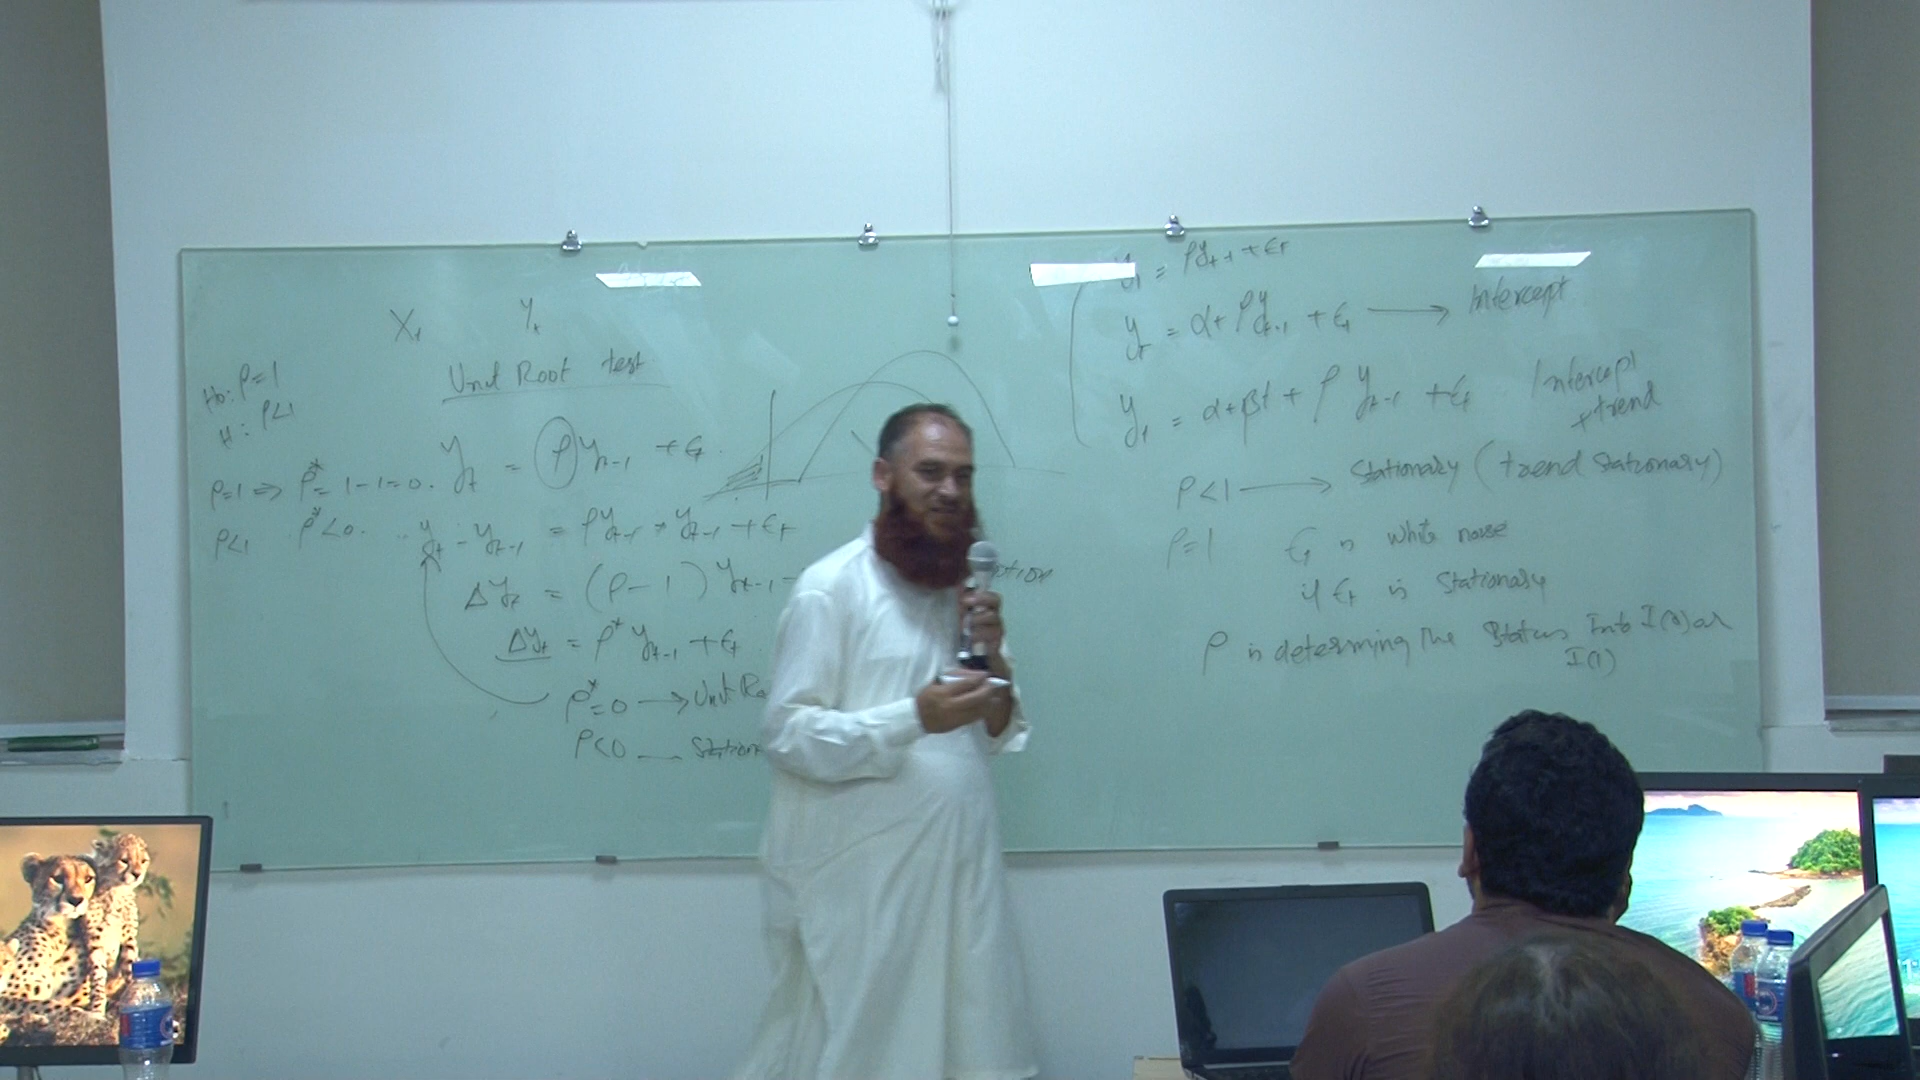 Xₜ Yₜ
Unit Root test
H₀: ρ=1
H: ρ<1
yₜ = ρyₜ₋₁ + εₜ
ρ=1 ⇒ ρ* = 1-1=0.
ρ<1 ρ*<0.
yₜ - yₜ₋₁ = ρyₜ₋₁ - yₜ₋₁ + εₜ
Δyₜ = (ρ-1) yₜ₋₁
Δyₜ = ρ* yₜ₋₁ + εₜ
ρ*=0 → Unit
ρ<0 —
yₜ = ρyₜ₋₁ + εₜ
yₜ = α+ ρyₜ₋₁ + εₜ → Intercept
yₜ = α+βt + ρ yₜ₋₁ + εₜ Intercept
+trend
ρ<1 → Stationary (trend stationary)
ρ=1 εₜ is white noise
if εₜ is stationary
ρ is determining the status Into I(0) or
I(1)